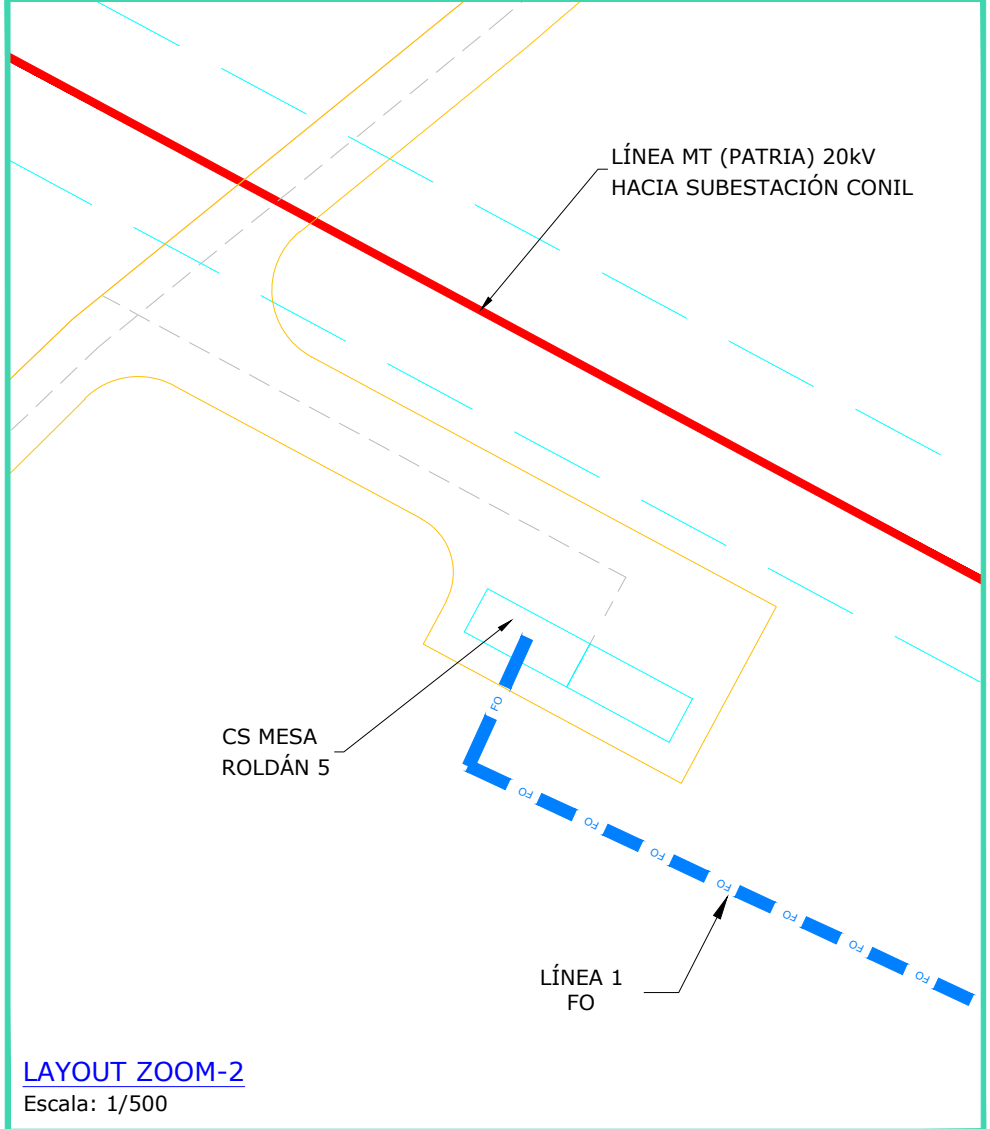 LÍNEA MT (PATRIA) 20kV
HACIA SUBESTACIÓN CONIL
CS MESA
ROLDÁN 5
FO
FO
FO
FO
FO
FO
FO
FO
LÍNEA 1
FO
LAYOUT ZOOM-2
Escala: 1/500